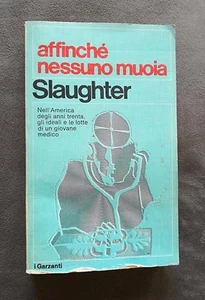 affinché
nessuno muoia
Slaughter
Nell'America
degli anni trenta,
gli ideali e le lotte
di un giovane
medico
i Garzanti